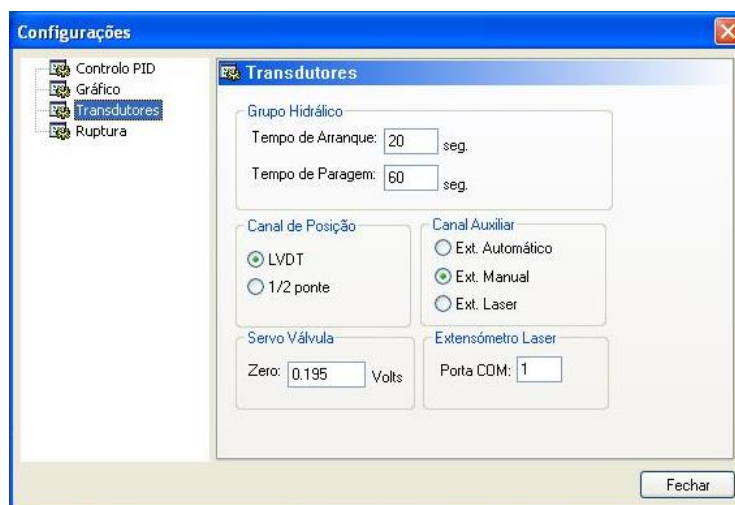 Configurações
Controlo PID
Gráfico
Transdutores
Ruptura
Transdutores
Grupo Hidrálico
Tempo de Arranque: 20 seg.
Tempo de Paragem: 60 seg.
Canal de Posição
LVDT
1/2 ponte
Canal Auxiliar
Ext. Automático
Ext. Manual
Ext. Laser
Servo Válvula
Zero: 0.195 Volts
Extensómetro Laser
Porta COM: 1
Fechar